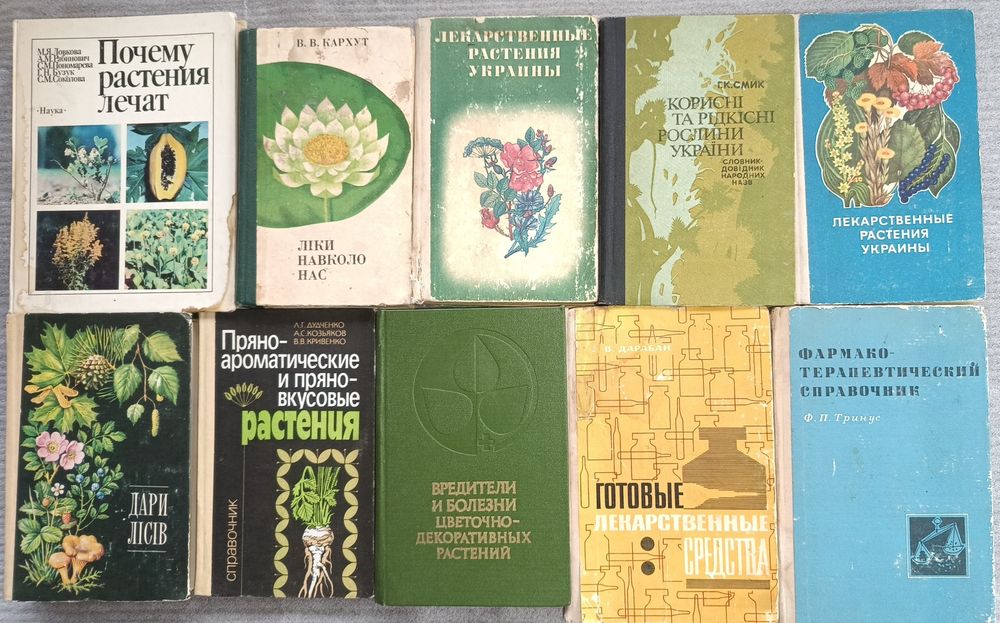 М.Я.Ловкова
А.М.Рабинович
С.М.Пономарева
Г.Н.Бузук
С.М.Соколова
Почему
растения
лечат
·Наука·
В. В. КАРХУТ
ЛІКИ
НАВКОЛО
НАС
ЛЕКАРСТВЕННЫЕ
РАСТЕНИЯ
УКРАИНЫ
Г.К.СМИК
КОРИСНІ
ТА РІДКІСНІ
РОСЛИНИ
УКРАЇНИ
СЛОВНИК-
ДОВІДНИК
НАРОДНИХ
НАЗВ
ЛЕКАРСТВЕННЫЕ
РАСТЕНИЯ
УКРАИНЫ
ДАРИ
ЛІСІВ
Л.Г. ДУДЧЕНКО
А.С.КОЗЬЯКОВ
В.В.КРИВЕНКО
Пряно-
ароматические
и пряно-
вкусовые
растения
справочник
ВРЕДИТЕЛИ
И БОЛЕЗНИ
ЦВЕТОЧНО-
ДЕКОРАТИВНЫХ
РАСТЕНИЙ
В. ДАРАБАН
ГОТОВЫЕ
ЛЕКАРСТВЕННЫЕ
СРЕДСТВА
ФАРМАКО-
ТЕРАПЕВТИЧЕСКИЙ
СПРАВОЧНИК
Ф. П. Тринус